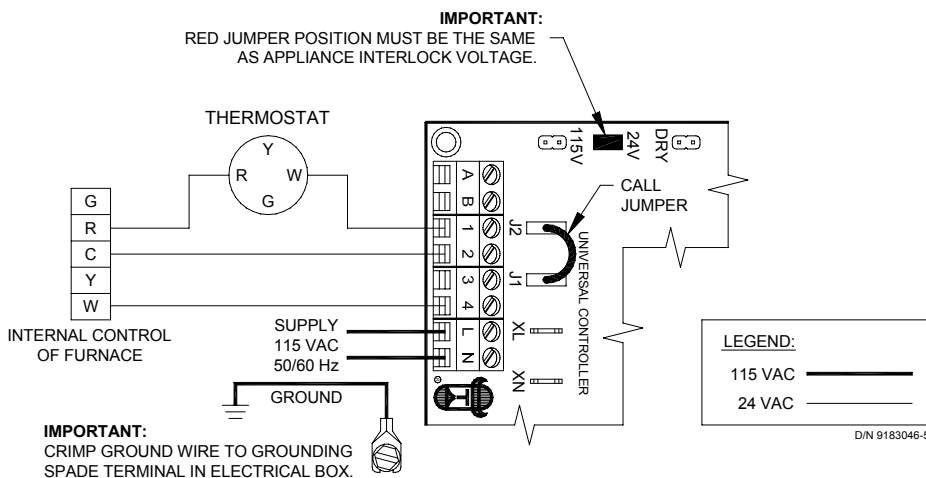 IMPORTANT:
RED JUMPER POSITION MUST BE THE SAME
AS APPLIANCE INTERLOCK VOLTAGE.
THERMOSTAT
Y
R W
G
115V
24V
DRY
CALL
JUMPER
G
R
C
Y
W
INTERNAL CONTROL
OF FURNACE
A
B
1
2
3
4
L
N
J2
J1
XL
XN
UNIVERSAL CONTROLLER
SUPPLY
115 VAC
50/60 Hz
GROUND
IMPORTANT:
CRIMP GROUND WIRE TO GROUNDING
SPADE TERMINAL IN ELECTRICAL BOX.
LEGEND:
115 VAC
24 VAC
D/N 9183046-5